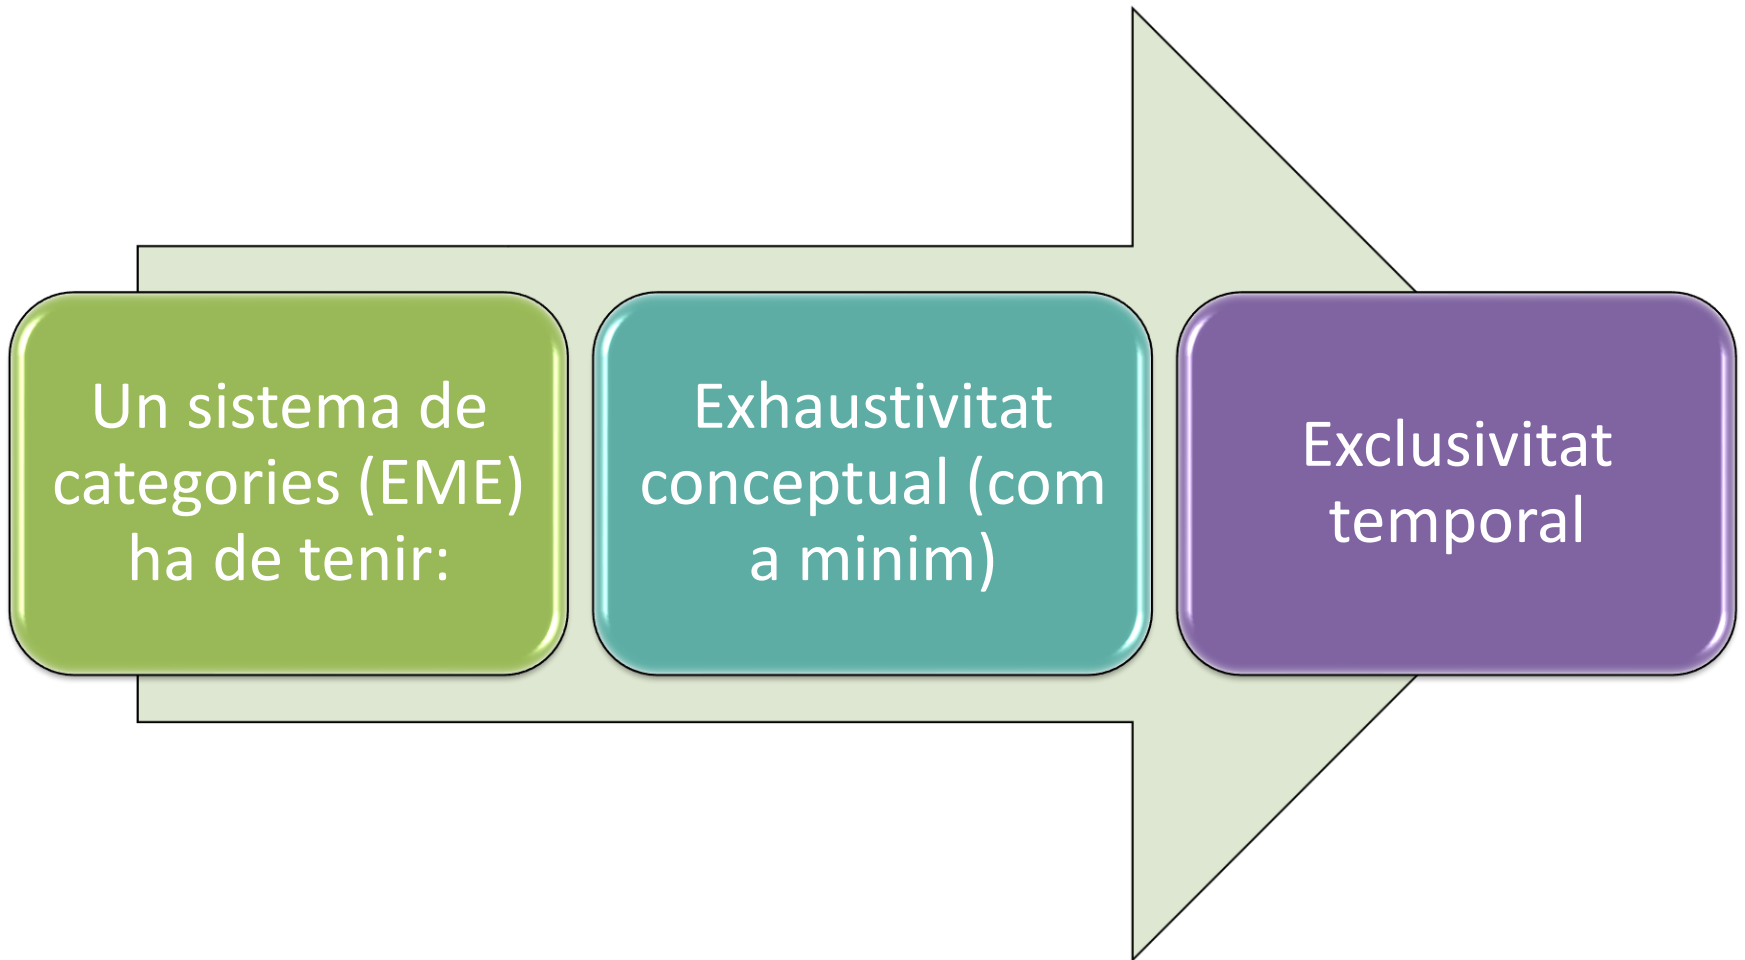 Un sistema de
categories (EME)
ha de tenir:
Exhaustivitat
conceptual (com
a minim)
Exclusivitat
temporal